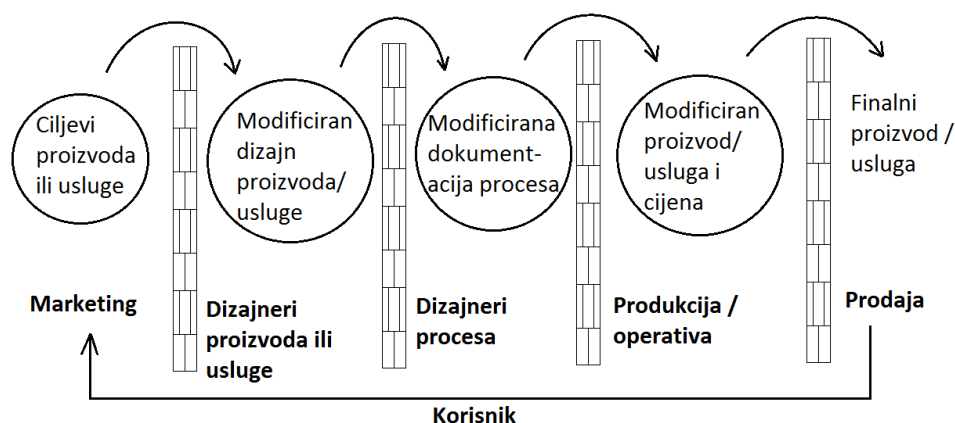 Ciljevi
proizvoda
ili usluge
Modificiran
dizajn
proizvoda/
usluge
Modificirana
dokument-
acija procesa
Modificiran
proizvod/
usluga i
cijena
Finalni
proizvod /
usluga
Marketing
Dizajneri
proizvoda ili
usluge
Dizajneri
procesa
Produkcija /
operativa
Prodaja
Korisnik